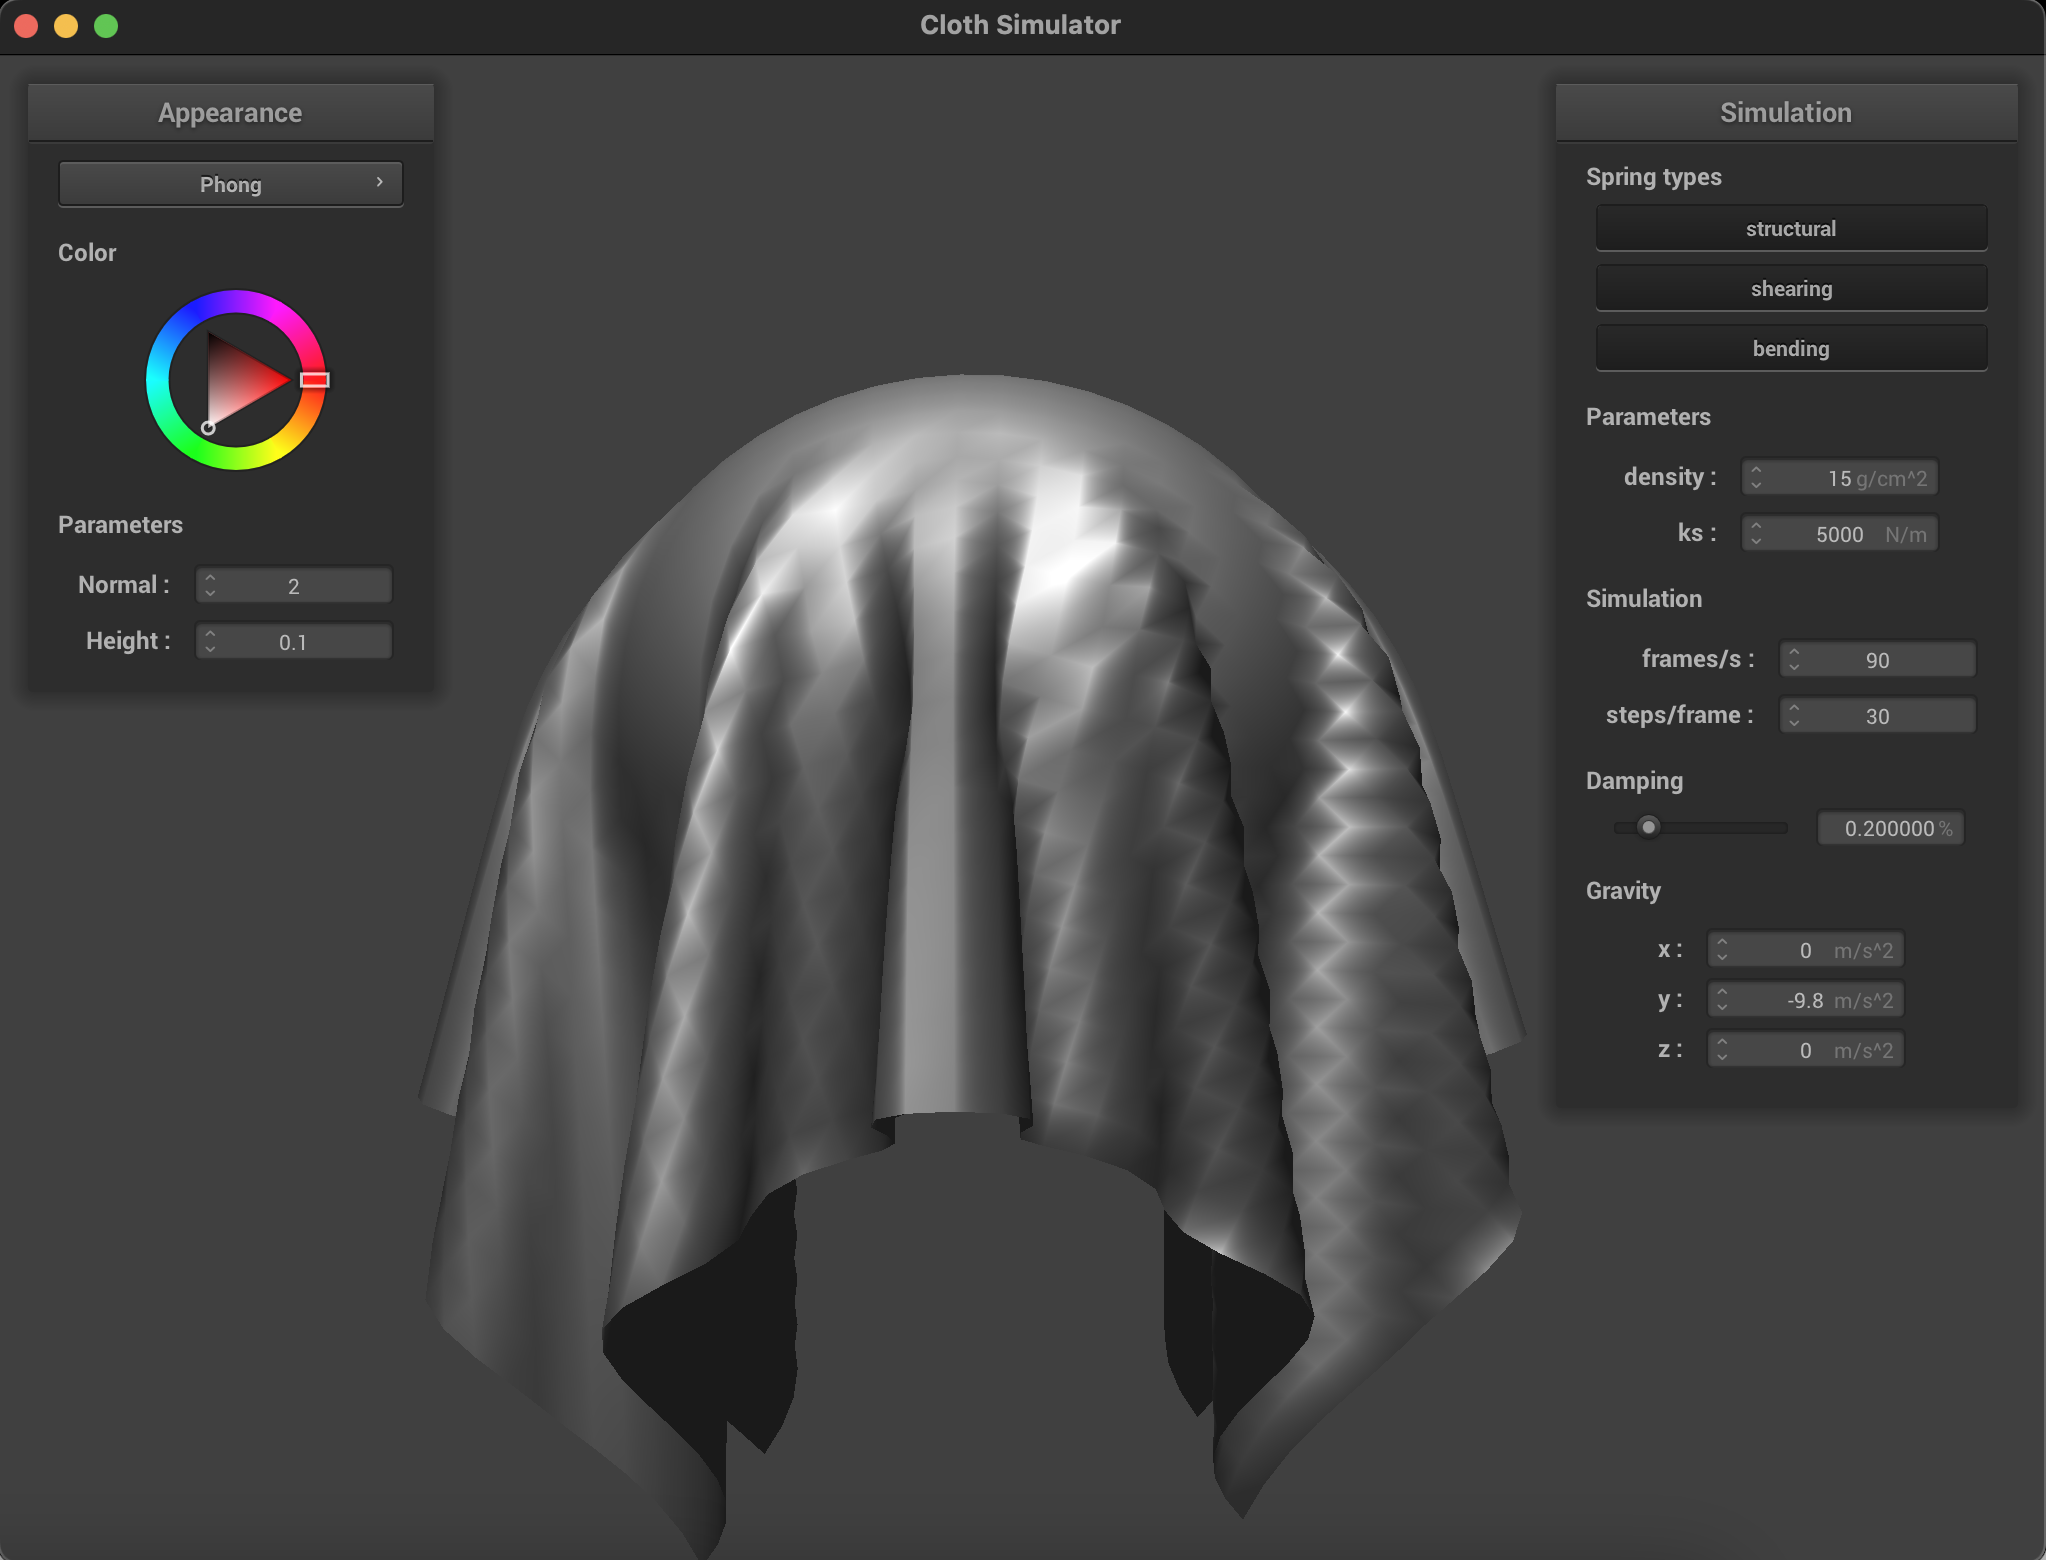 Cloth Simulator
Appearance
Phong
Color
Parameters
Normal : 2
Height : 0.1
Simulation
Spring types
structural
shearing
bending
Parameters
density : 15 g/cm^2
ks : 5000 N/m
Simulation
frames/s : 90
steps/frame : 30
Damping
0.200000 %
Gravity
x : 0 m/s^2
y : -9.8 m/s^2
z : 0 m/s^2